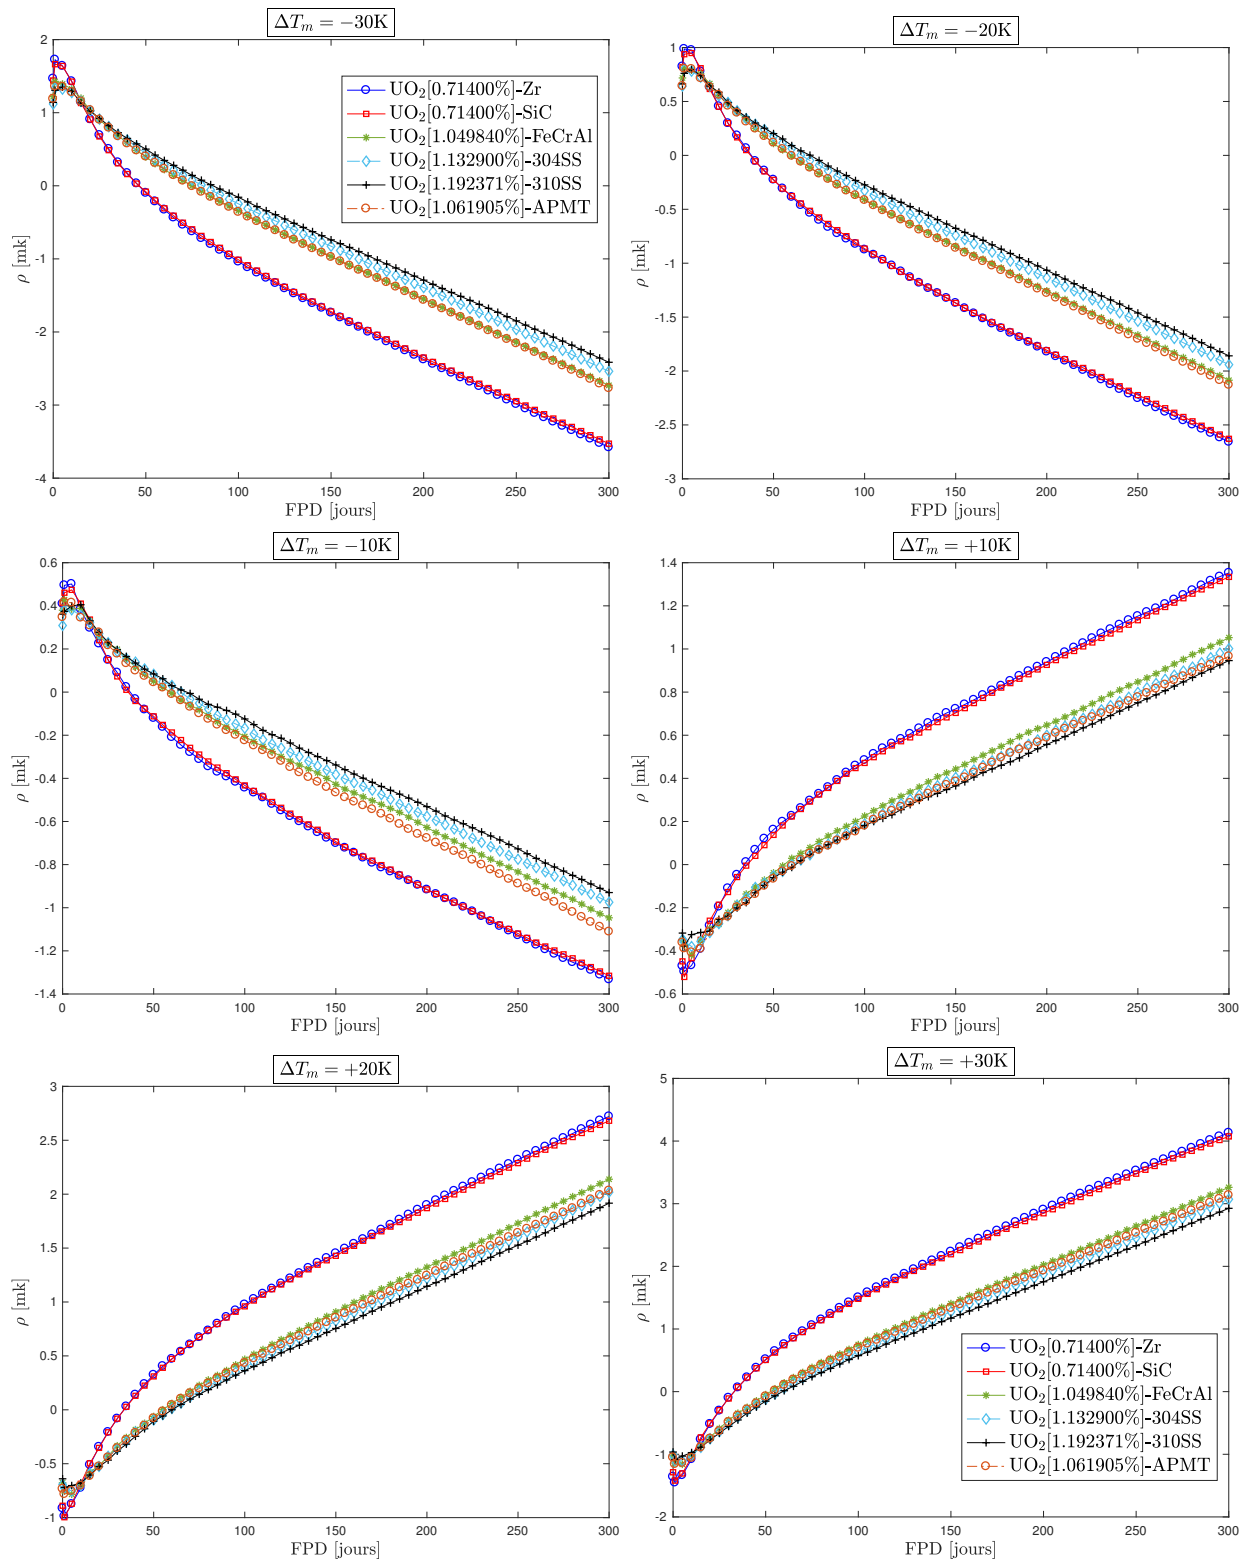 ΔTₘ = −30K
2
1
0
-1
-2
-3
-4
ρ [mk]
UO₂[0.71400%]-Zr
UO₂[0.71400%]-SiC
UO₂[1.049840%]-FeCrAl
UO₂[1.132900%]-304SS
UO₂[1.192371%]-310SS
UO₂[1.061905%]-APMT
0 50 100 150 200 250 300
FPD [jours]
ΔTₘ = −20K
1
0.5
0
-0.5
-1
-1.5
-2
-2.5
-3
ρ [mk]
0 50 100 150 200 250 300
FPD [jours]
ΔTₘ = −10K
0.6
0.4
0.2
0
-0.2
-0.4
-0.6
-0.8
-1
-1.2
-1.4
ρ [mk]
0 50 100 150 200 250 300
FPD [jours]
ΔTₘ = +10K
1.4
1.2
1
0.8
0.6
0.4
0.2
0
-0.2
-0.4
-0.6
ρ [mk]
0 50 100 150 200 250 300
FPD [jours]
ΔTₘ = +20K
3
2.5
2
1.5
1
0.5
0
-0.5
-1
ρ [mk]
0 50 100 150 200 250 300
FPD [jours]
ΔTₘ = +30K
5
4
3
2
1
0
-1
-2
ρ [mk]
UO₂[0.71400%]-Zr
UO₂[0.71400%]-SiC
UO₂[1.049840%]-FeCrAl
UO₂[1.132900%]-304SS
UO₂[1.192371%]-310SS
UO₂[1.061905%]-APMT
0 50 100 150 200 250 300
FPD [jours]